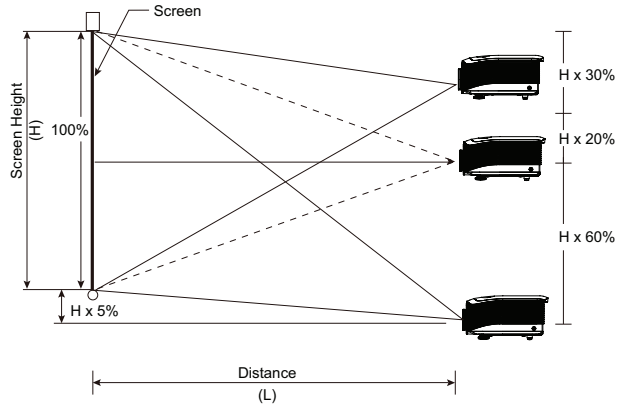 Screen
Screen Height
(H)
100%
H x 30%
H x 20%
H x 60%
H x 5%
Distance
(L)